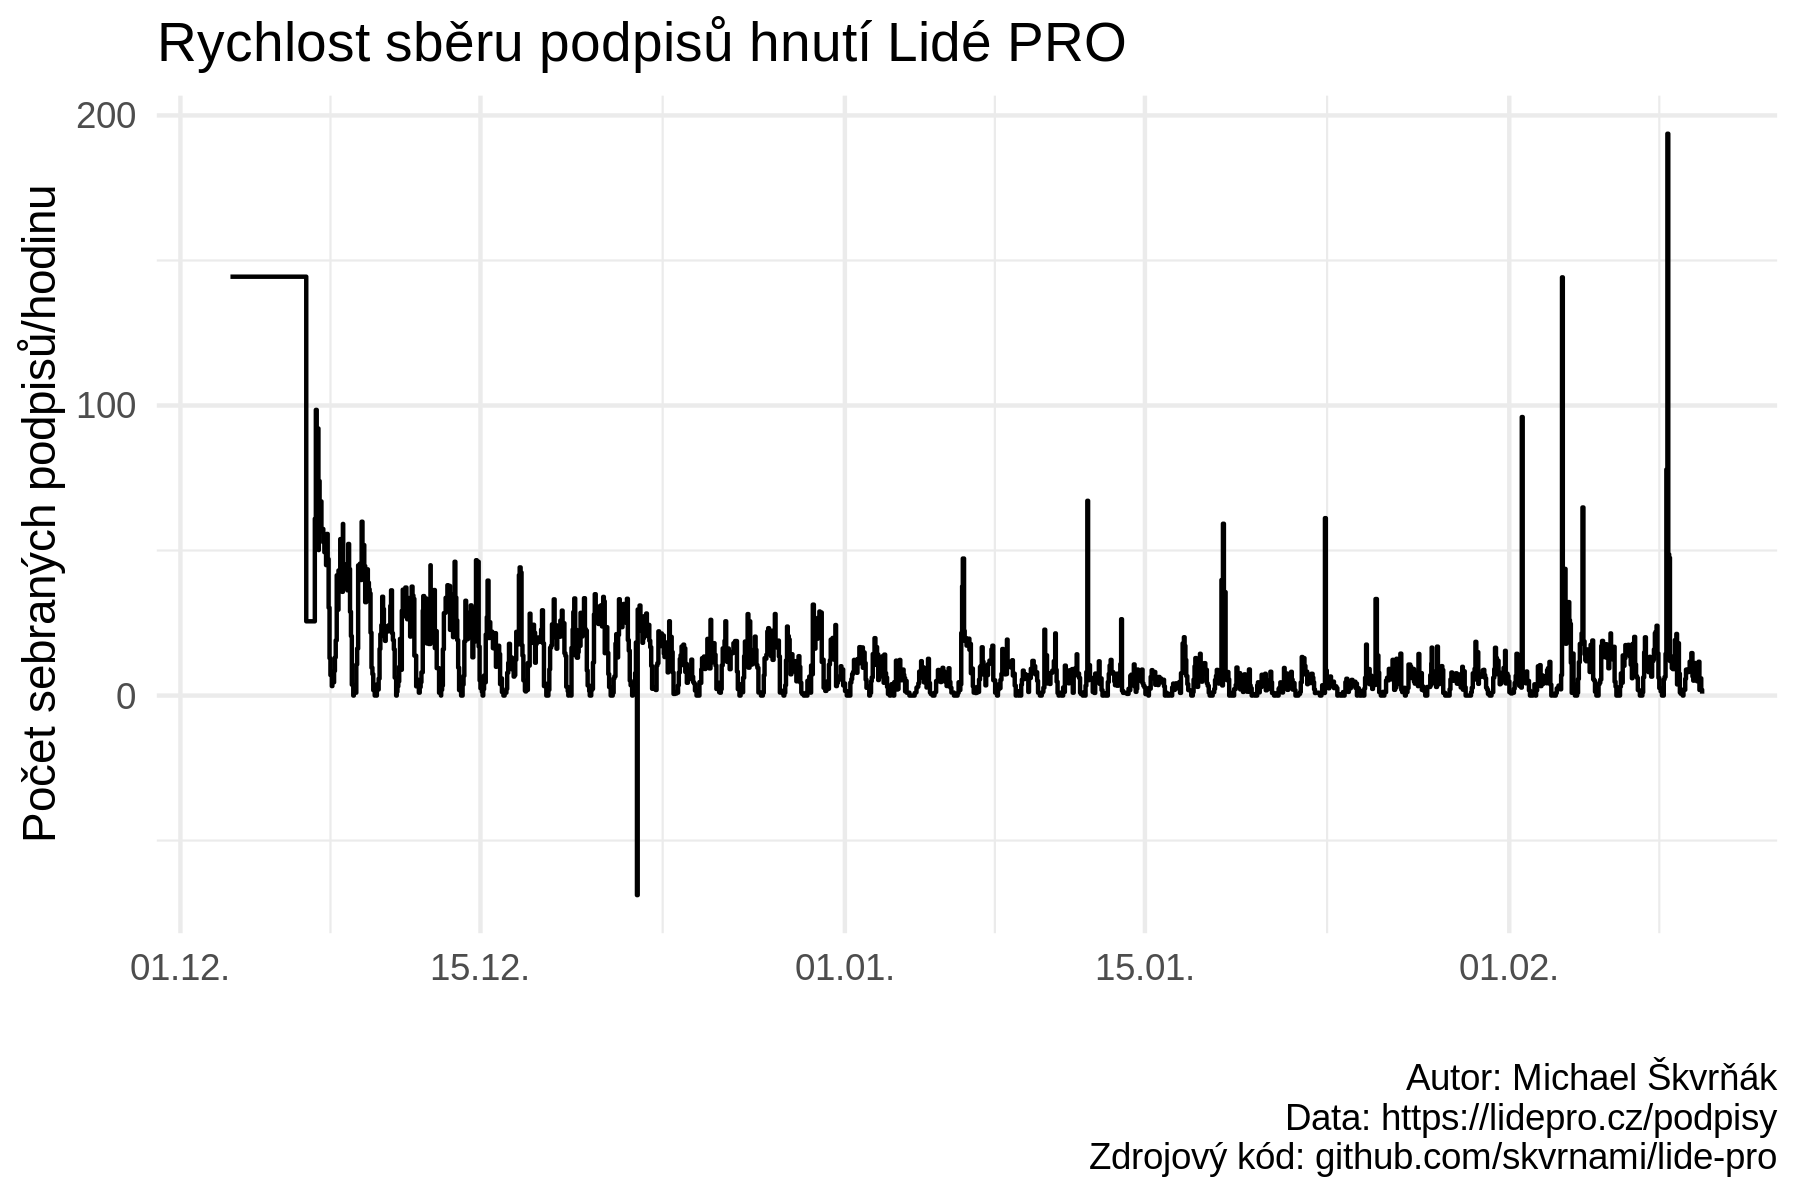 Rychlost sběru podpisů hnutí Lidé PRO
Počet sebraných podpisů/hodinu
200
100
0
01.12.
15.12.
01.01.
15.01.
01.02.
Autor: Michael Škvrňák
Data: https://lidepro.cz/podpisy
Zdrojový kód: github.com/skvrnami/lide-pro